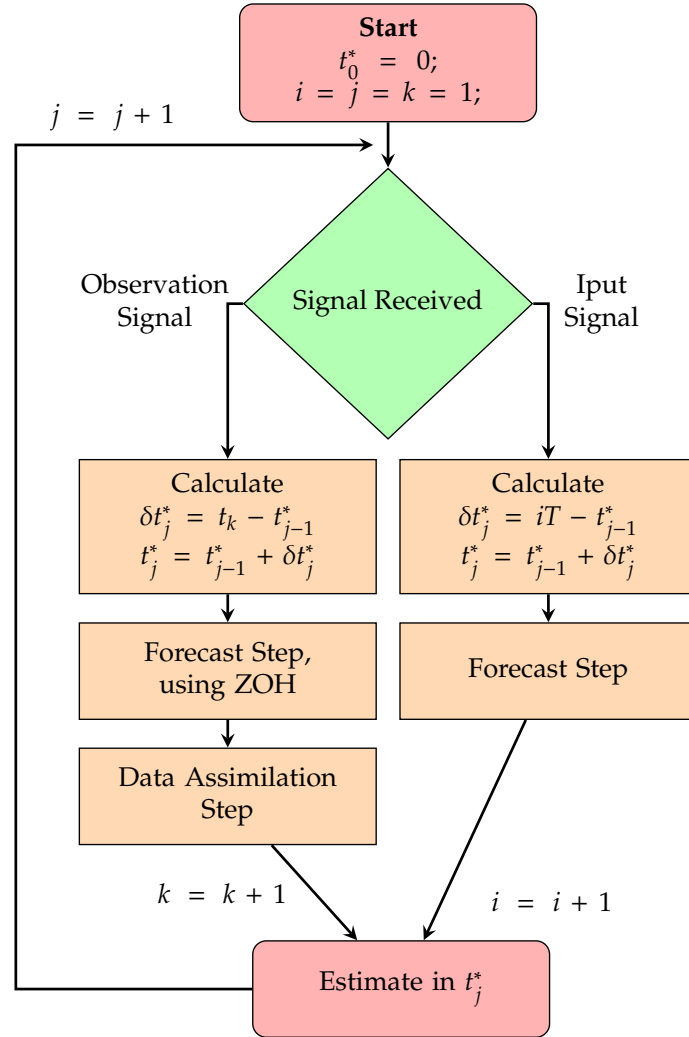 Start
t*₀ = 0;
i = j = k = 1;
j = j + 1
Signal Received
Observation
Signal
Iput
Signal
Calculate
δt*ⱼ = tₖ − t*ⱼ₋₁
t*ⱼ = t*ⱼ₋₁ + δt*ⱼ
Calculate
δt*ⱼ = iT − t*ⱼ₋₁
t*ⱼ = t*ⱼ₋₁ + δt*ⱼ
Forecast Step,
using ZOH
Forecast Step
Data Assimilation
Step
k = k + 1
i = i + 1
Estimate in t*ⱼ